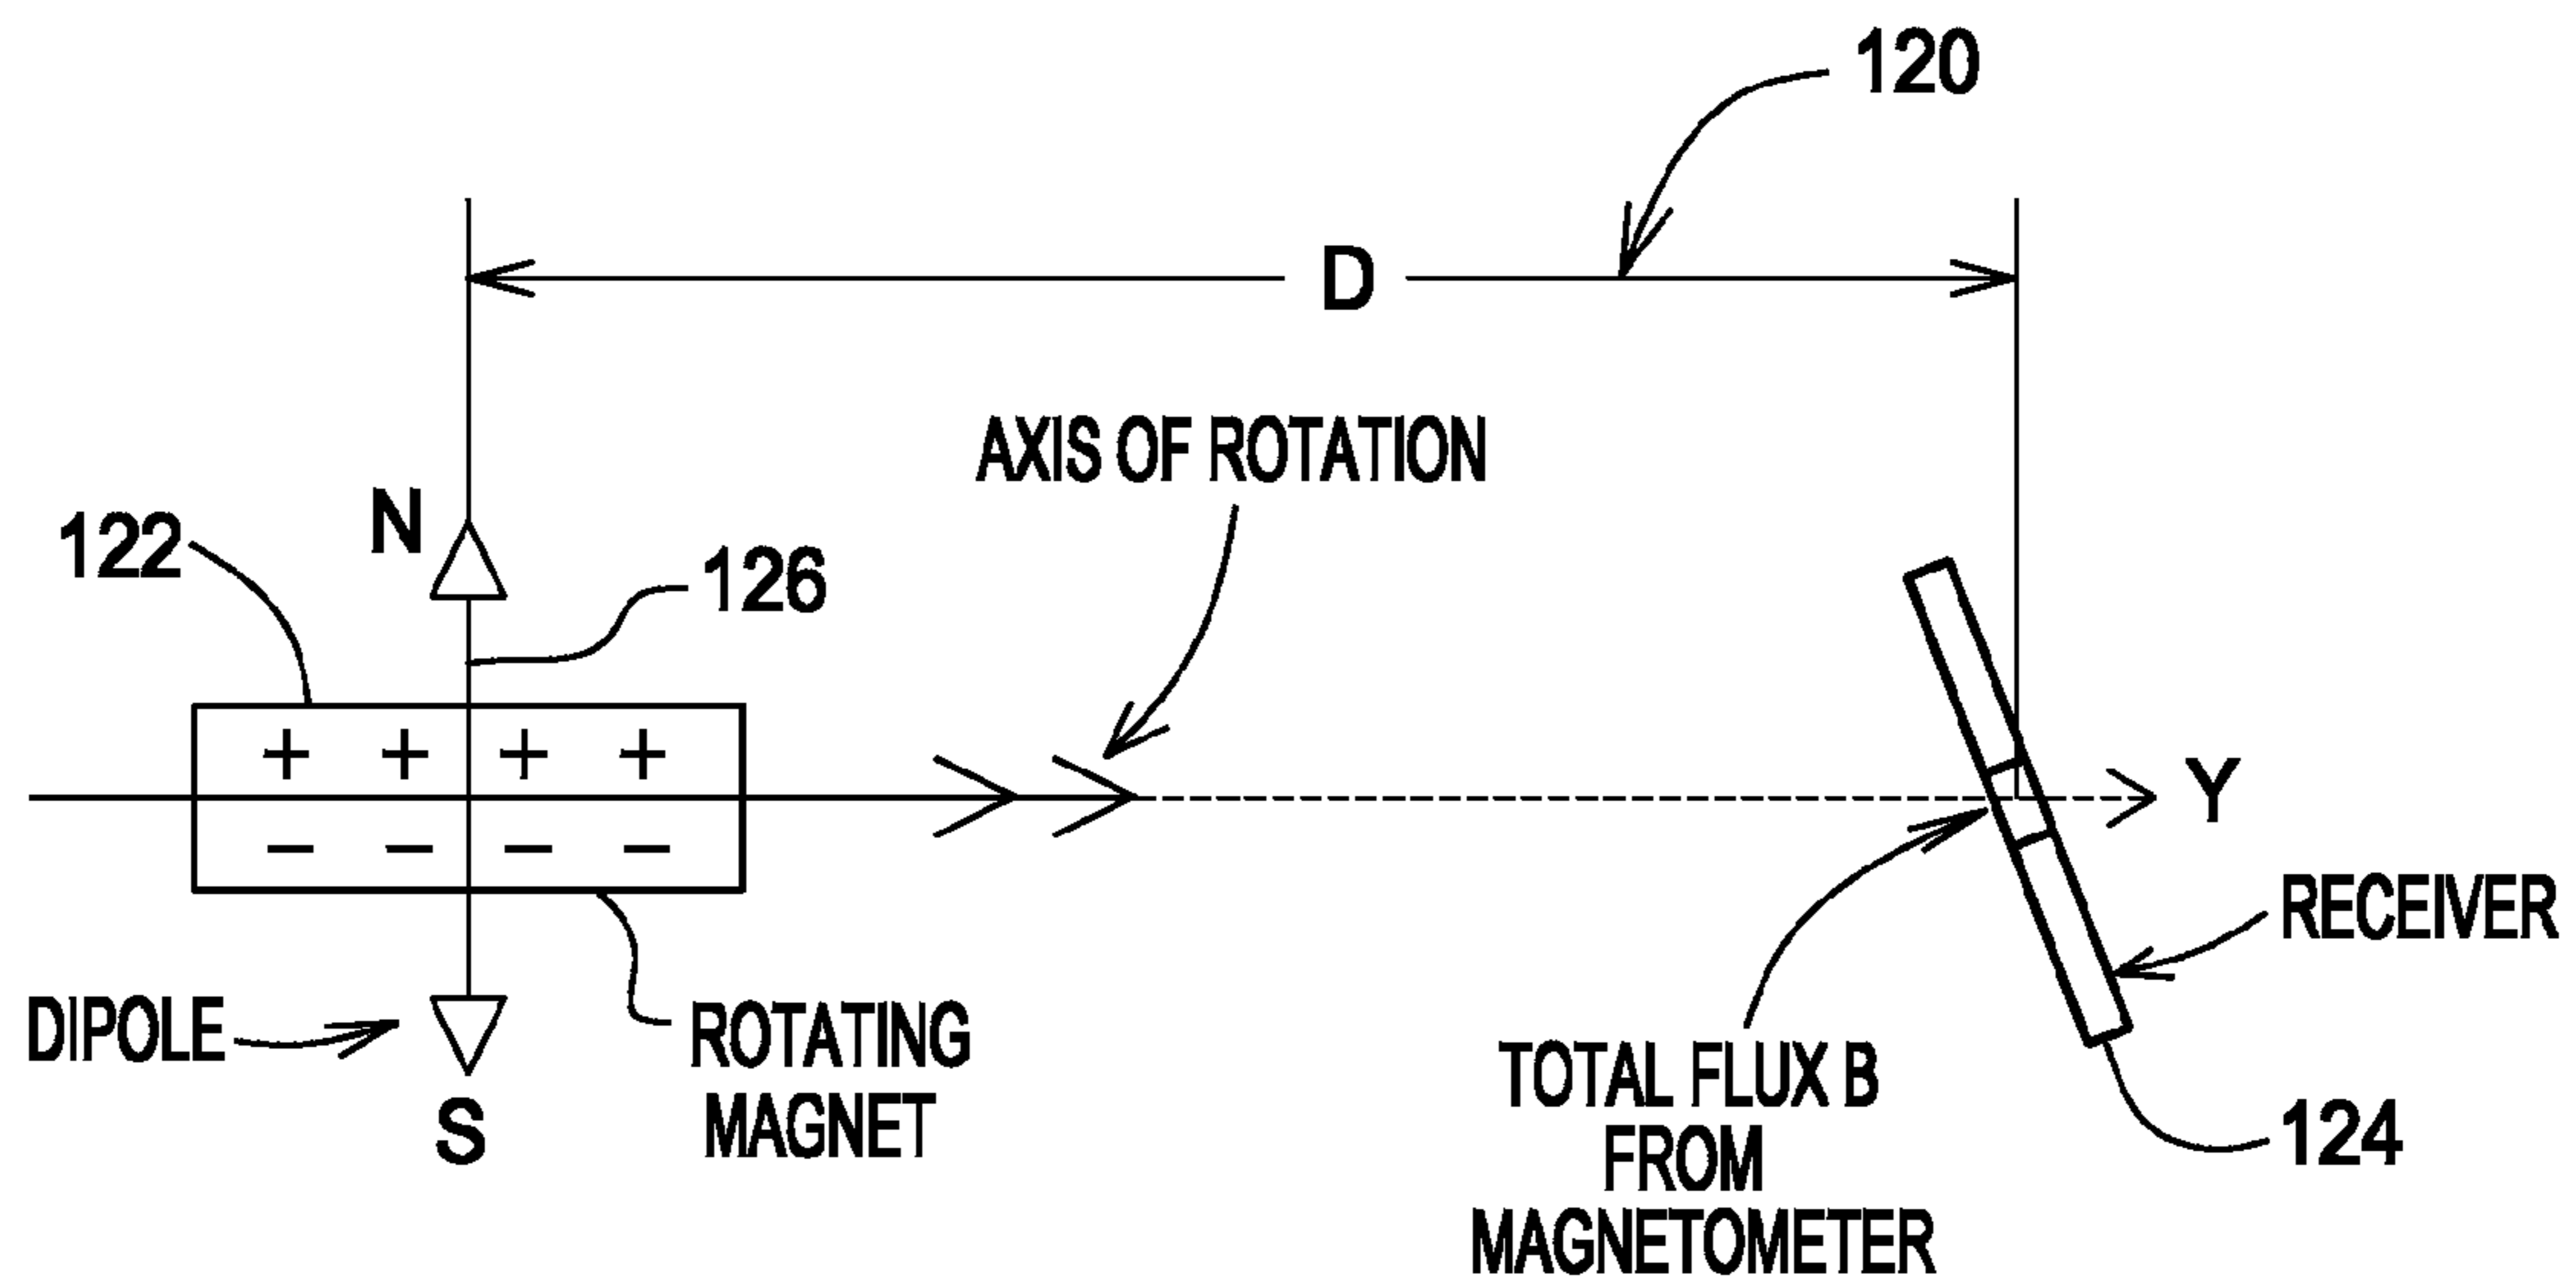 120
D
AXIS OF ROTATION
N
122
126
+ + + +
Y
− − − −
RECEIVER
DIPOLE
ROTATING
MAGNET
S
TOTAL FLUX B
FROM
MAGNETOMETER
124